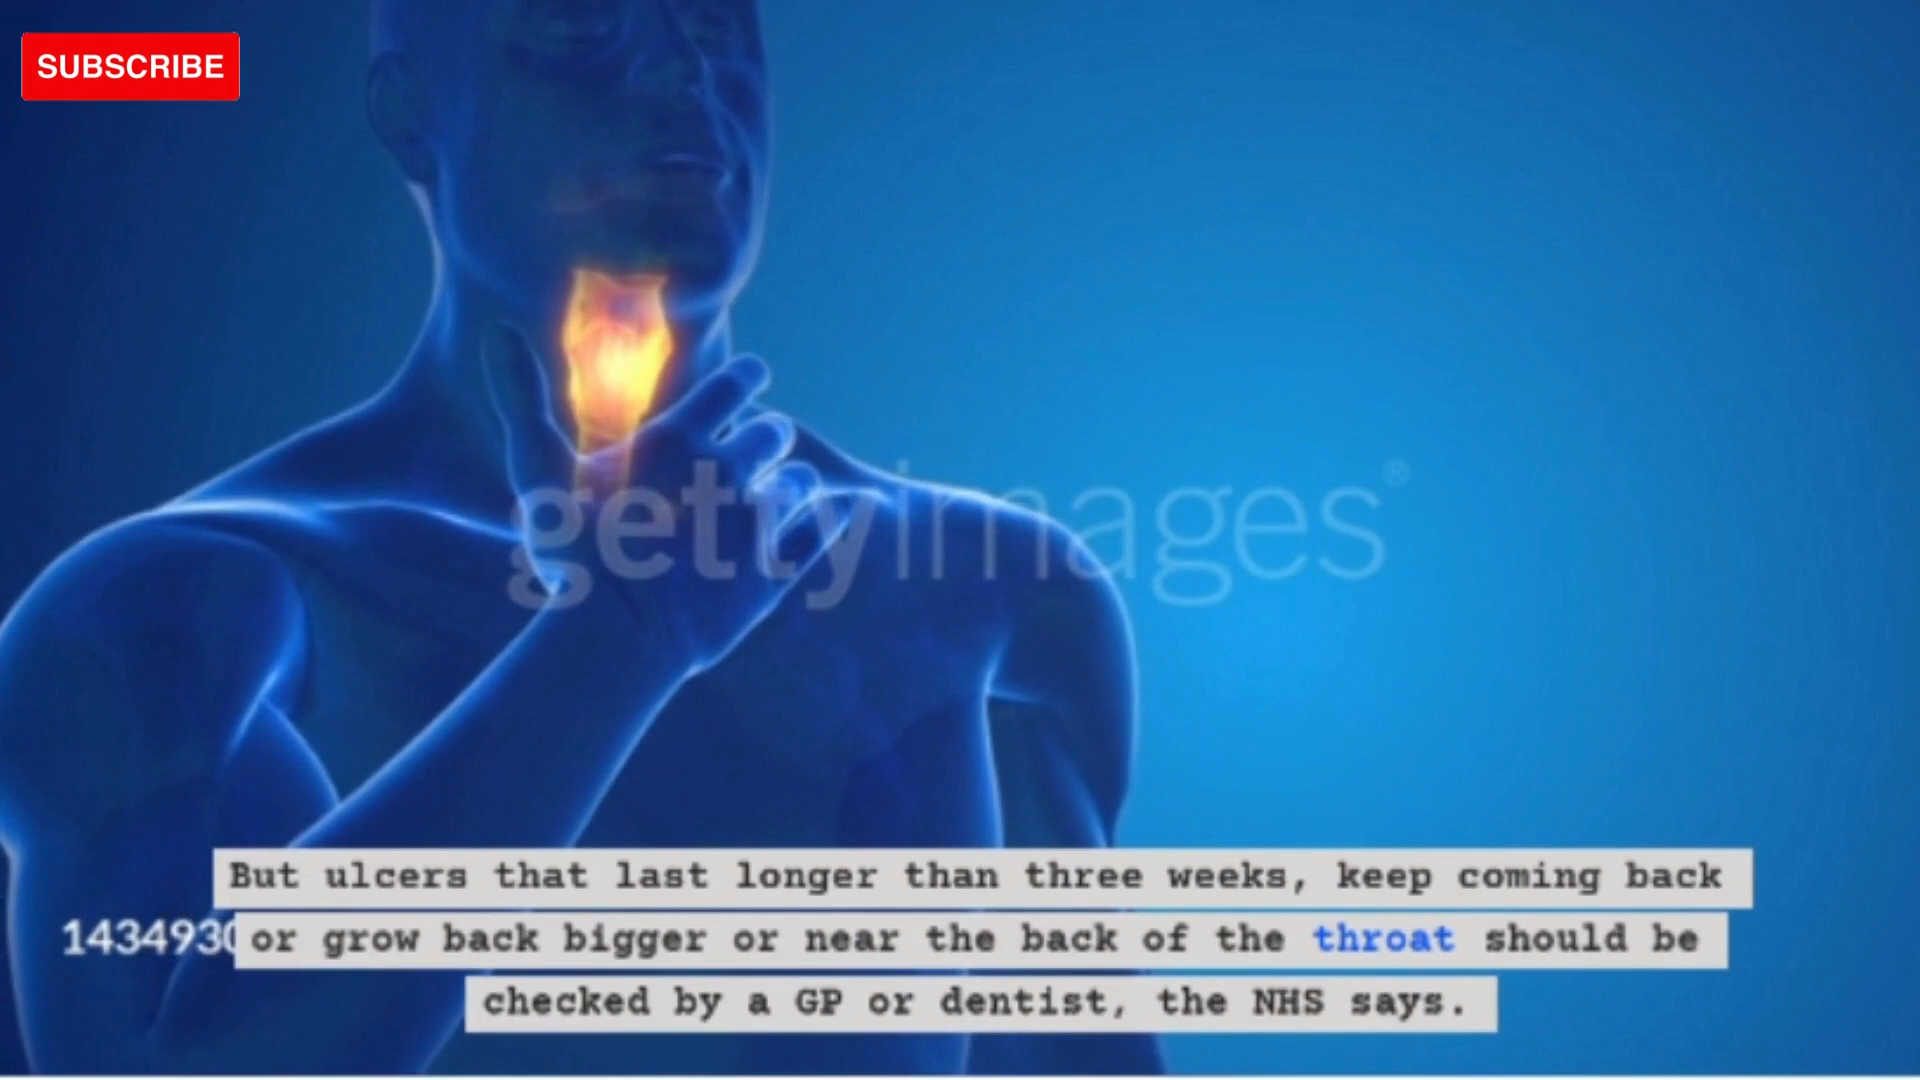 SUBSCRIBE
gettyimages®
But ulcers that last longer than three weeks, keep coming back
or grow back bigger or near the back of the throat should be
checked by a GP or dentist, the NHS says.